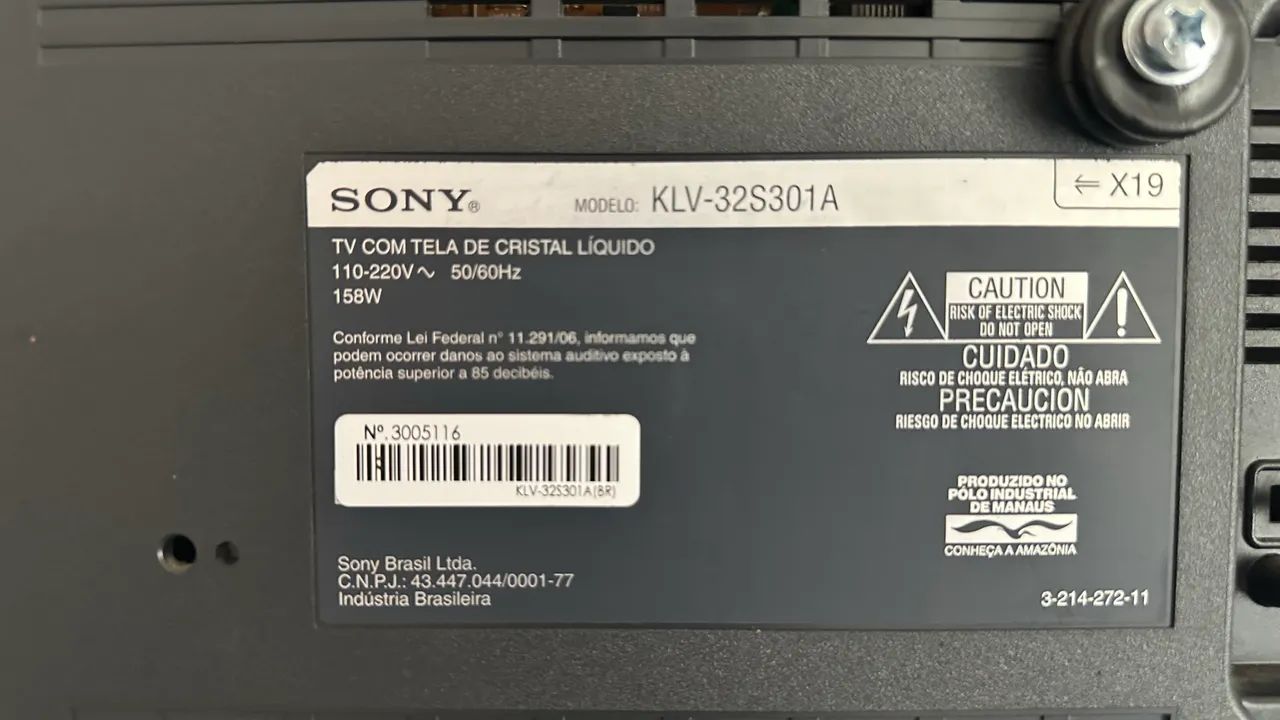 SONY®
MODELO: KLV-32S301A
⇐ X19
TV COM TELA DE CRISTAL LÍQUIDO
110-220V~ 50/60Hz
158W
Conforme Lei Federal n° 11.291/06, informamos que
podem ocorrer danos ao sistema auditivo exposto à
potência superior a 85 decibéis.
Nº. 3005116
KLV-32S301A(BR)
Sony Brasil Ltda.
C.N.P.J.: 43.447.044/0001-77
Indústria Brasileira
CAUTION
RISK OF ELECTRIC SHOCK
DO NOT OPEN
CUIDADO
RISCO DE CHOQUE ELÉTRICO, NÃO ABRA
PRECAUCION
RIESGO DE CHOQUE ELECTRICO NO ABRIR
PRODUZIDO NO
PÓLO INDUSTRIAL
DE MANAUS
CONHEÇA A AMAZÔNIA
3-214-272-11